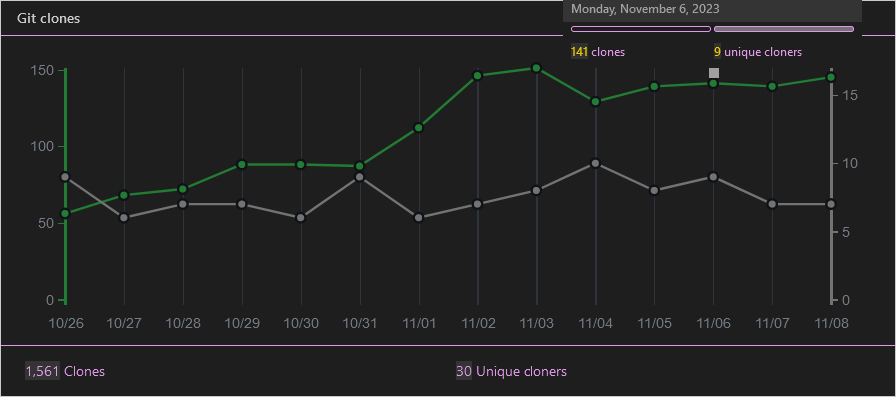 Git clones
Monday, November 6, 2023
141 clones
9 unique cloners
150
100
50
0
15
10
5
0
10/26 10/27 10/28 10/29 10/30 10/31 11/01 11/02 11/03 11/04 11/05 11/06 11/07 11/08
1,561 Clones
30 Unique cloners